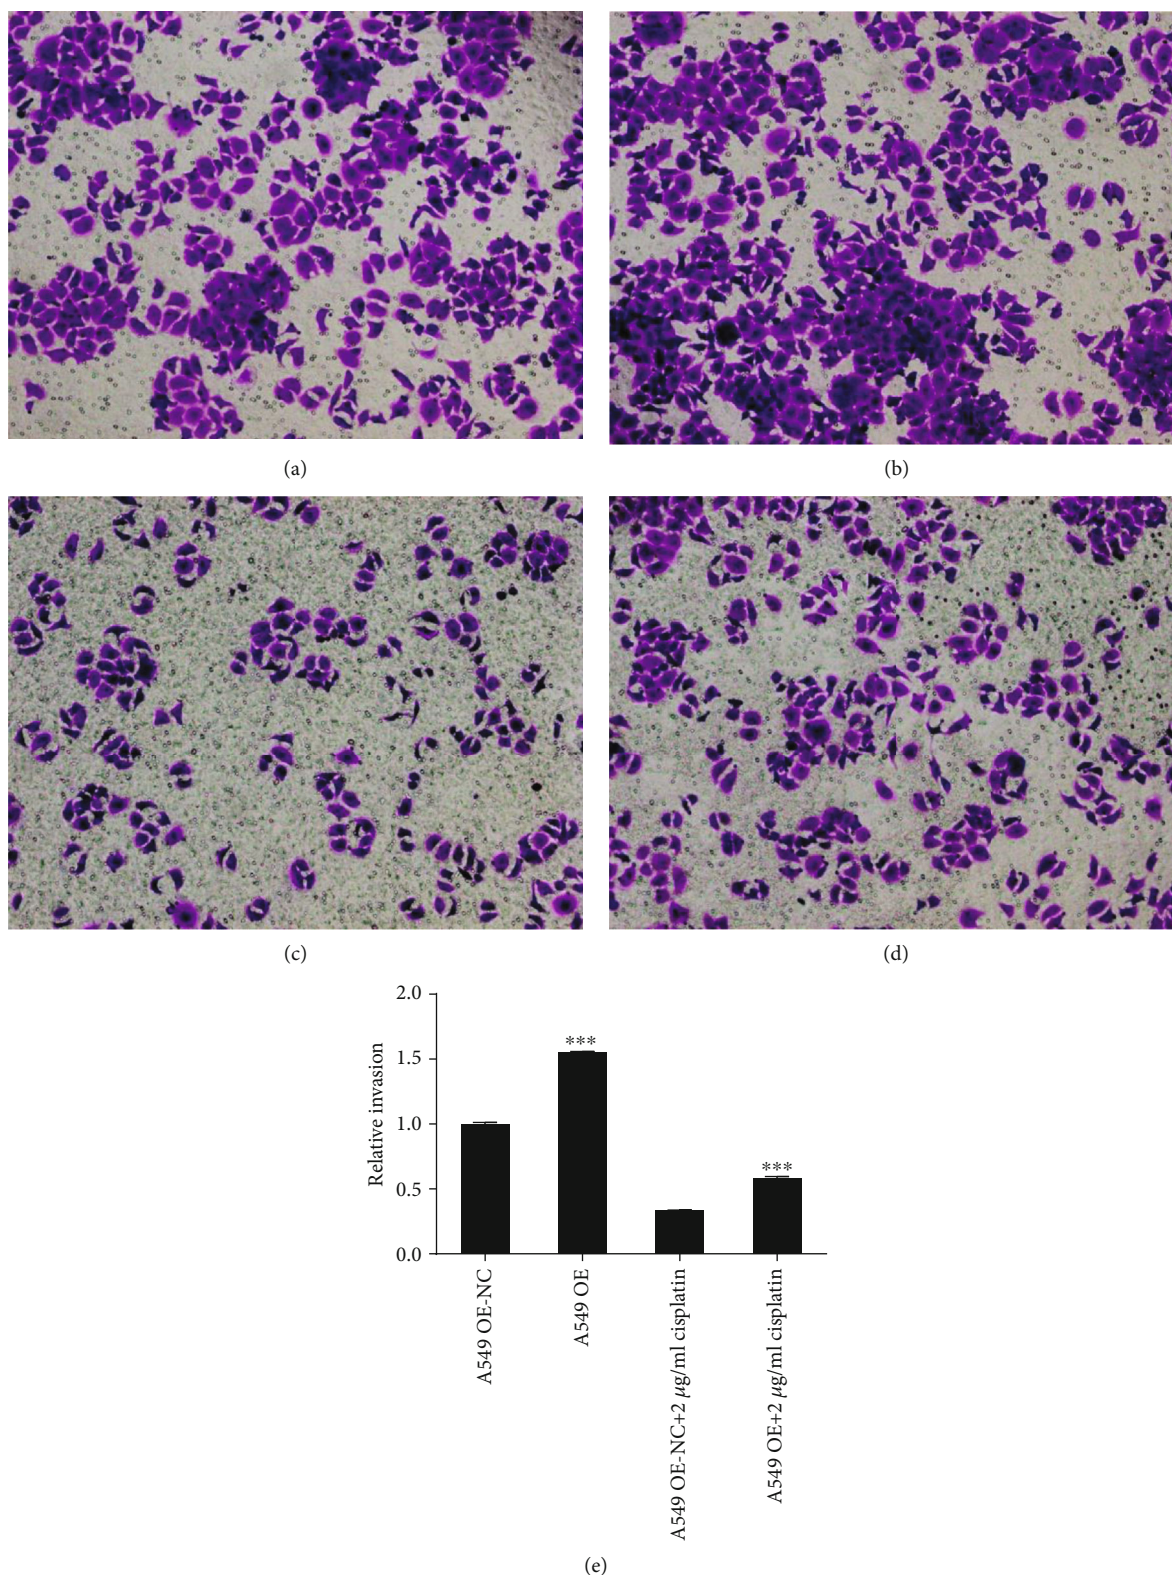 (a)
(b)
(c)
(d)
2.0
1.5
1.0
0.5
0.0
Relative invasion
***
***
A549 OE-NC
A549 OE
A549 OE-NC+2 μg/ml cisplatin
A549 OE+2 μg/ml cisplatin
(e)